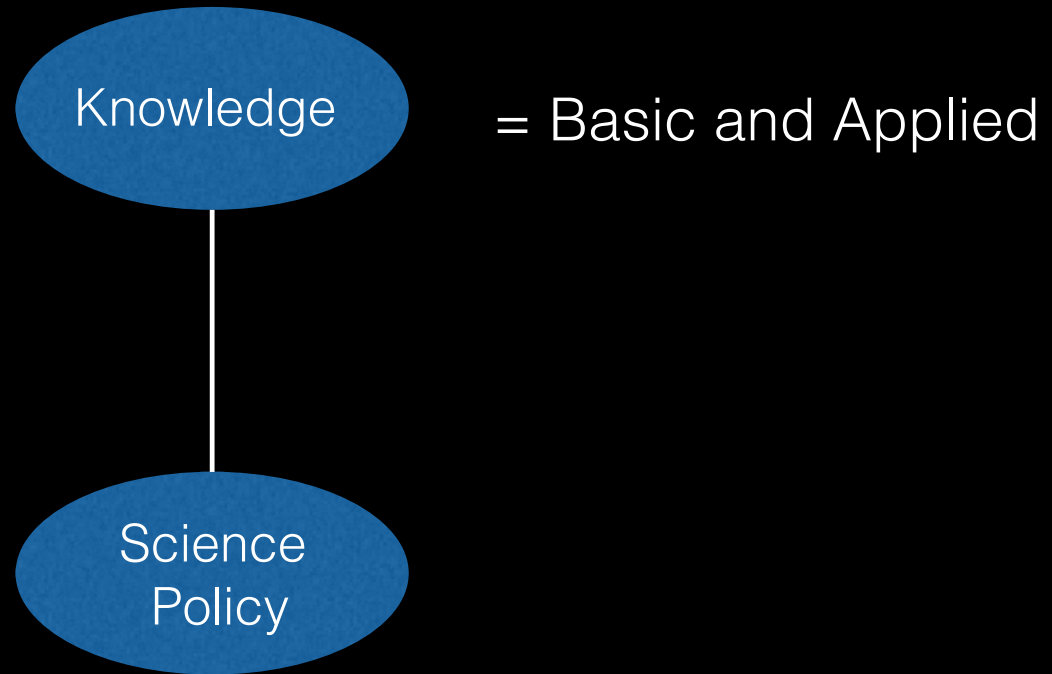 Knowledge
= Basic and Applied
Science
Policy